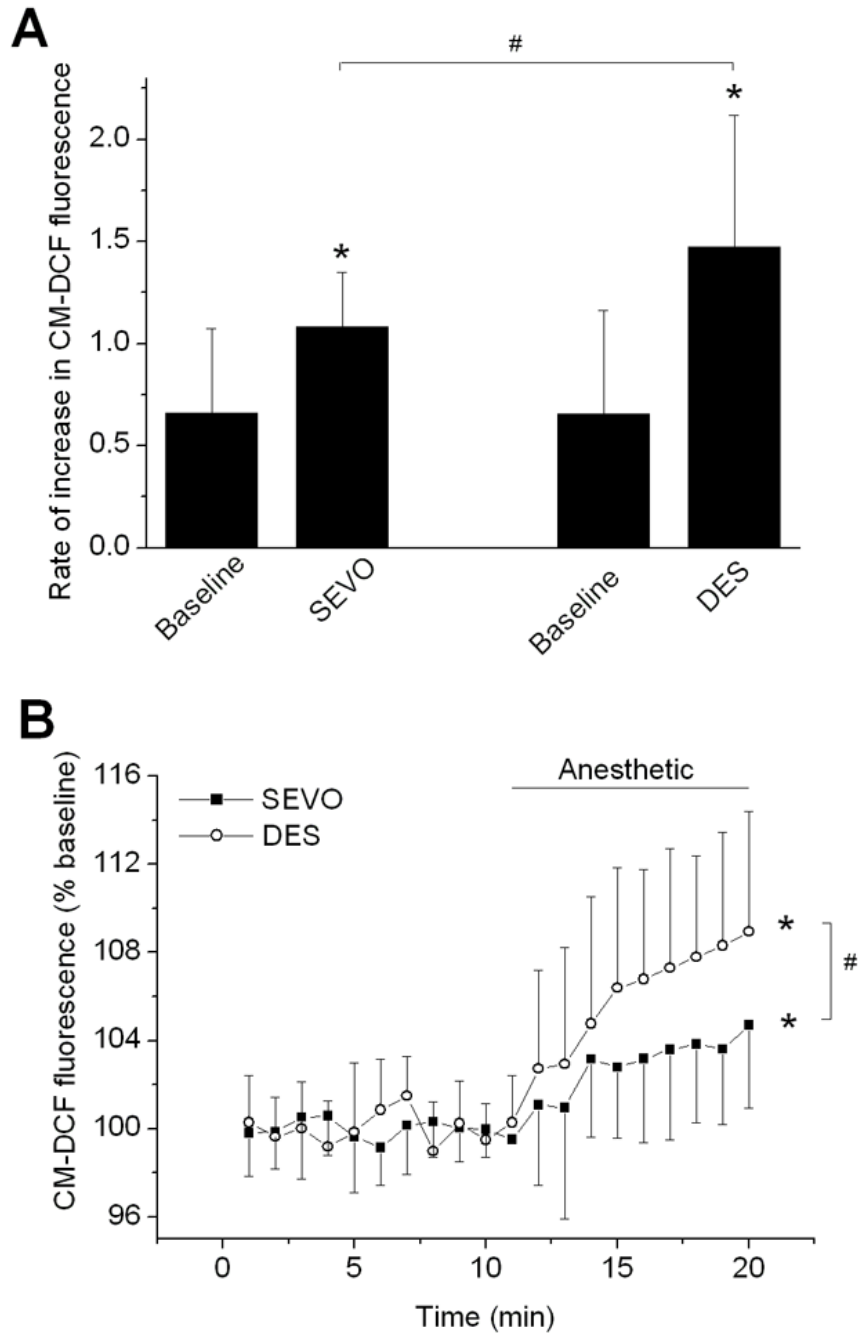 A
#
*
*
Rate of increase in CM-DCF fluorescence
2.0
1.5
1.0
0.5
0.0
Baseline
SEVO
Baseline
DES
B
CM-DCF fluorescence (% baseline)
116
112
108
104
100
96
SEVO
DES
Anesthetic
*
#
*
0
5
10
15
20
Time (min)